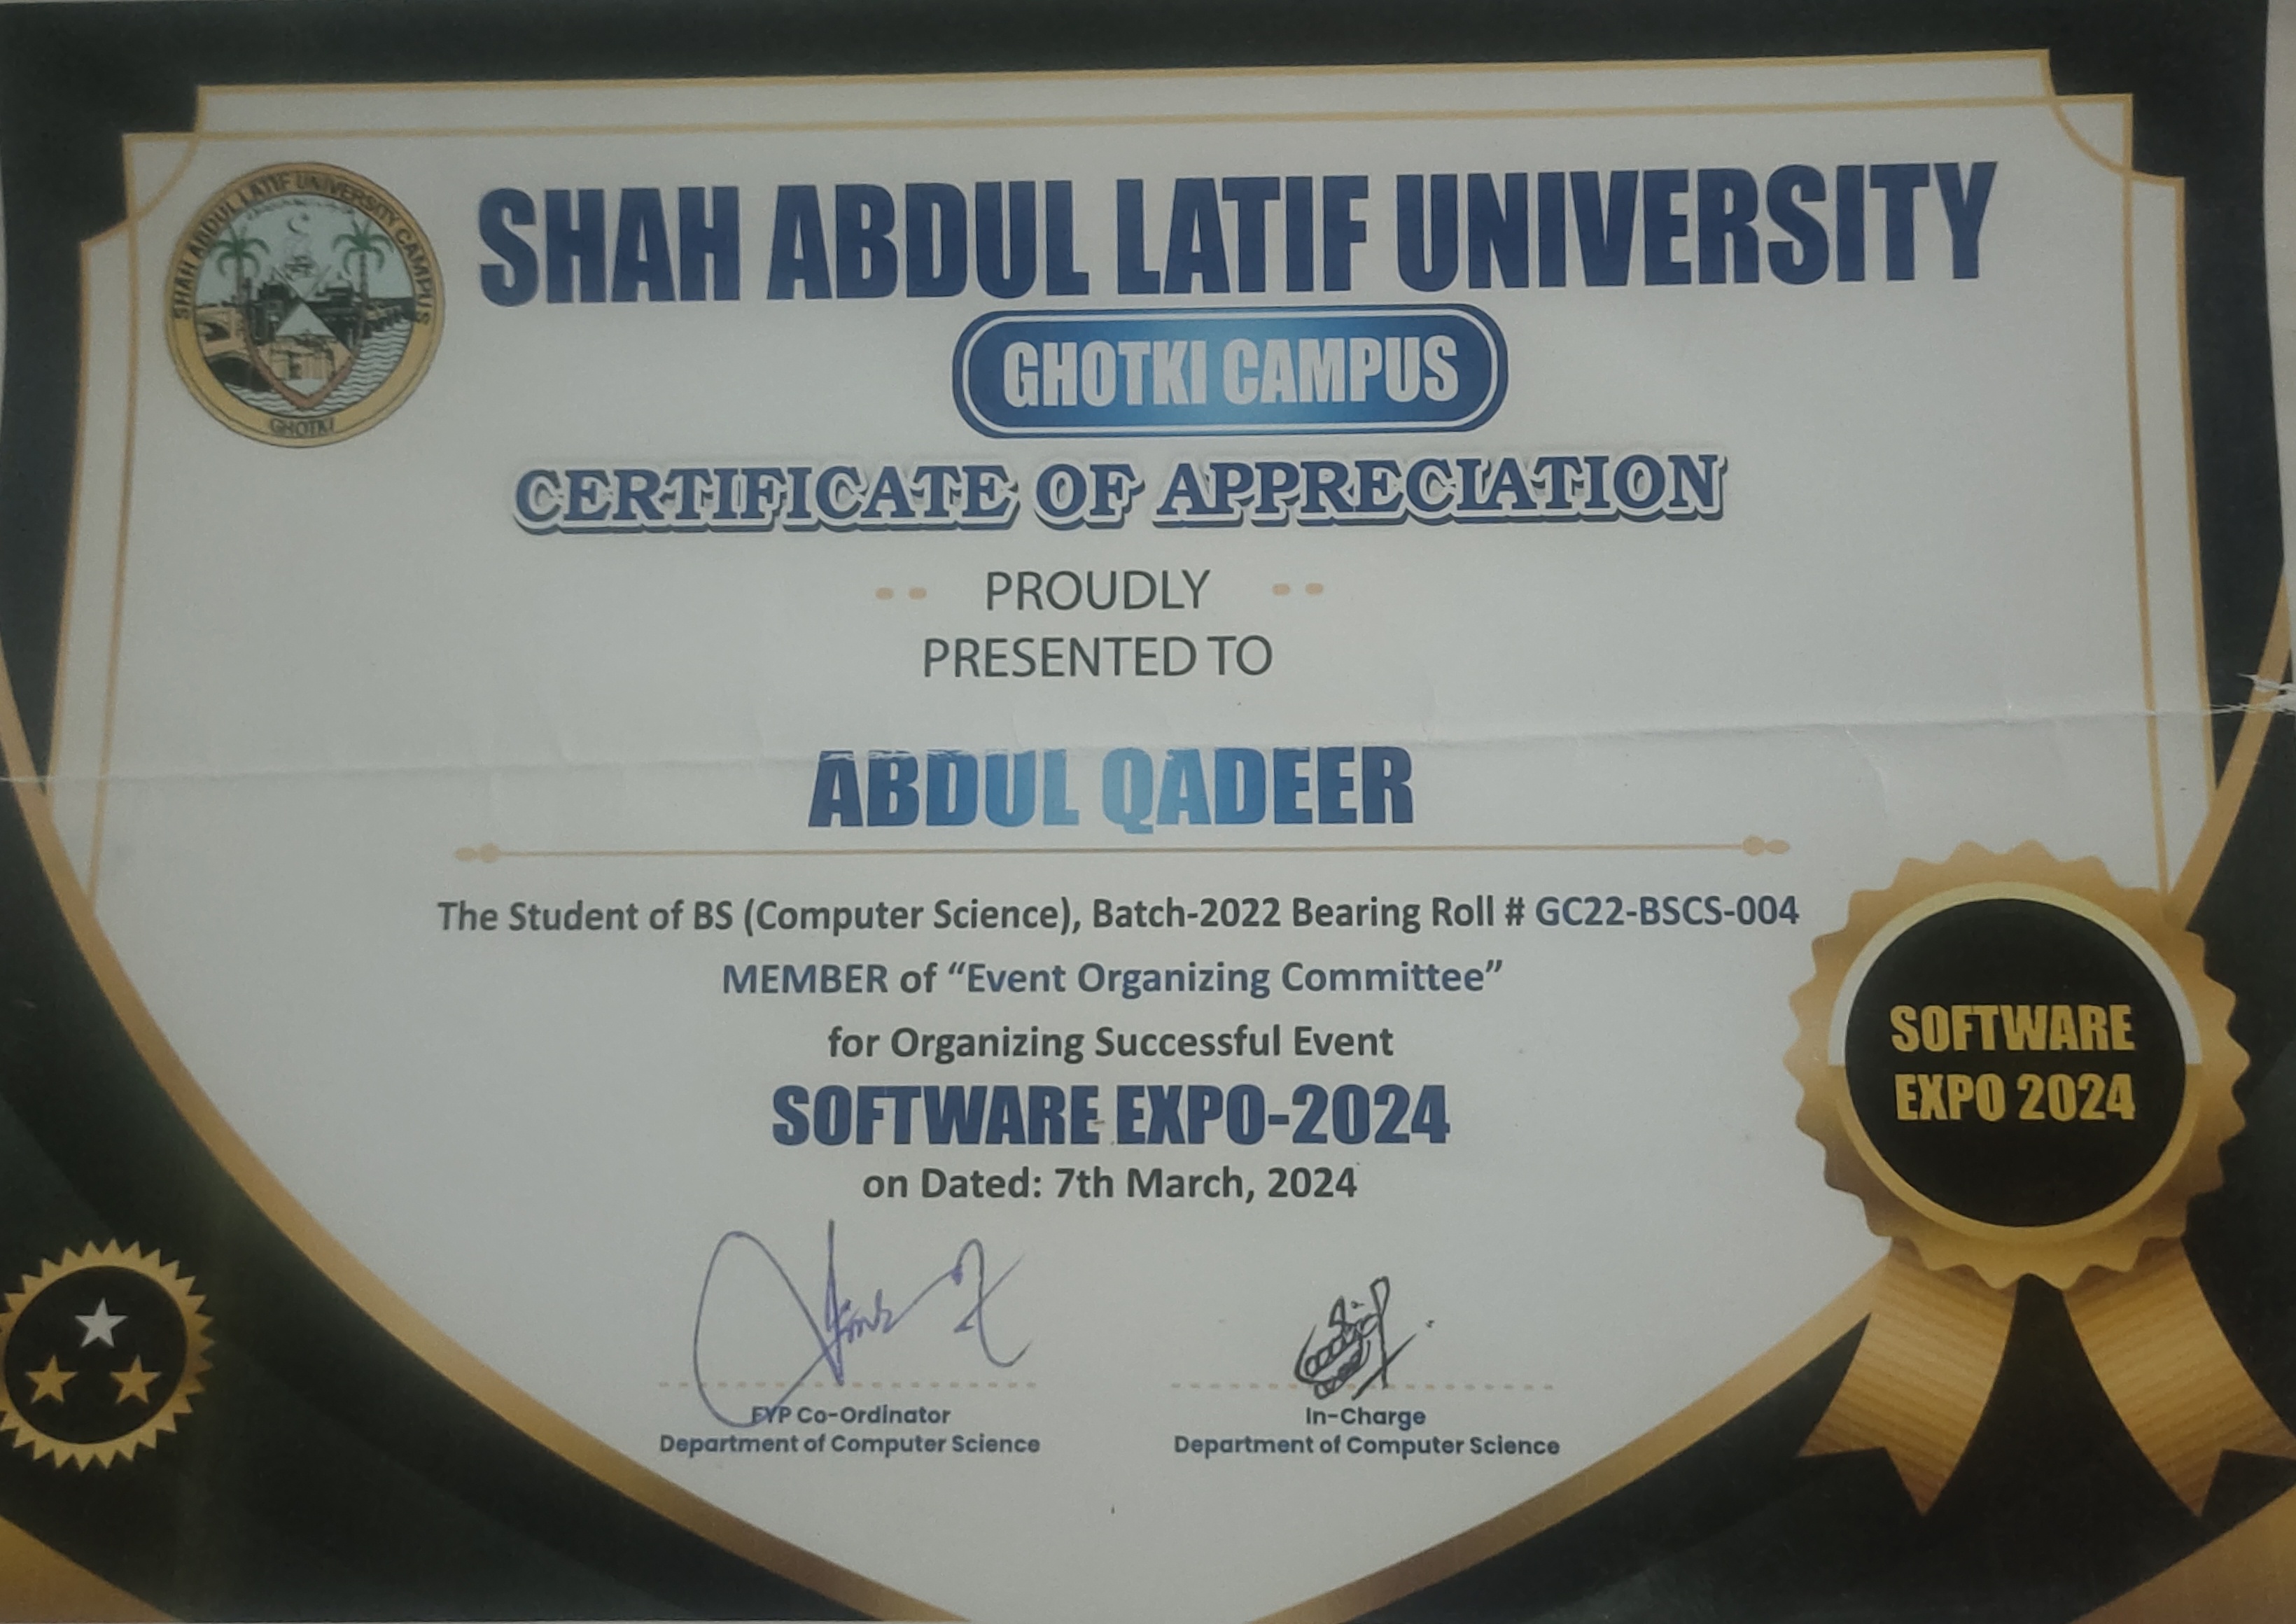 SHAH ABDUL LATIF UNIVERSITY CAMPUS
GHOTKI
SHAH ABDUL LATIF UNIVERSITY
GHOTKI CAMPUS
CERTIFICATE OF APPRECIATION
PROUDLY
PRESENTED TO
ABDUL QADEER
The Student of BS (Computer Science), Batch-2022 Bearing Roll # GC22-BSCS-004
MEMBER of “Event Organizing Committee”
for Organizing Successful Event
SOFTWARE EXPO-2024
on Dated: 7th March, 2024
SOFTWARE
EXPO 2024
FYP Co-Ordinator
Department of Computer Science
In-Charge
Department of Computer Science